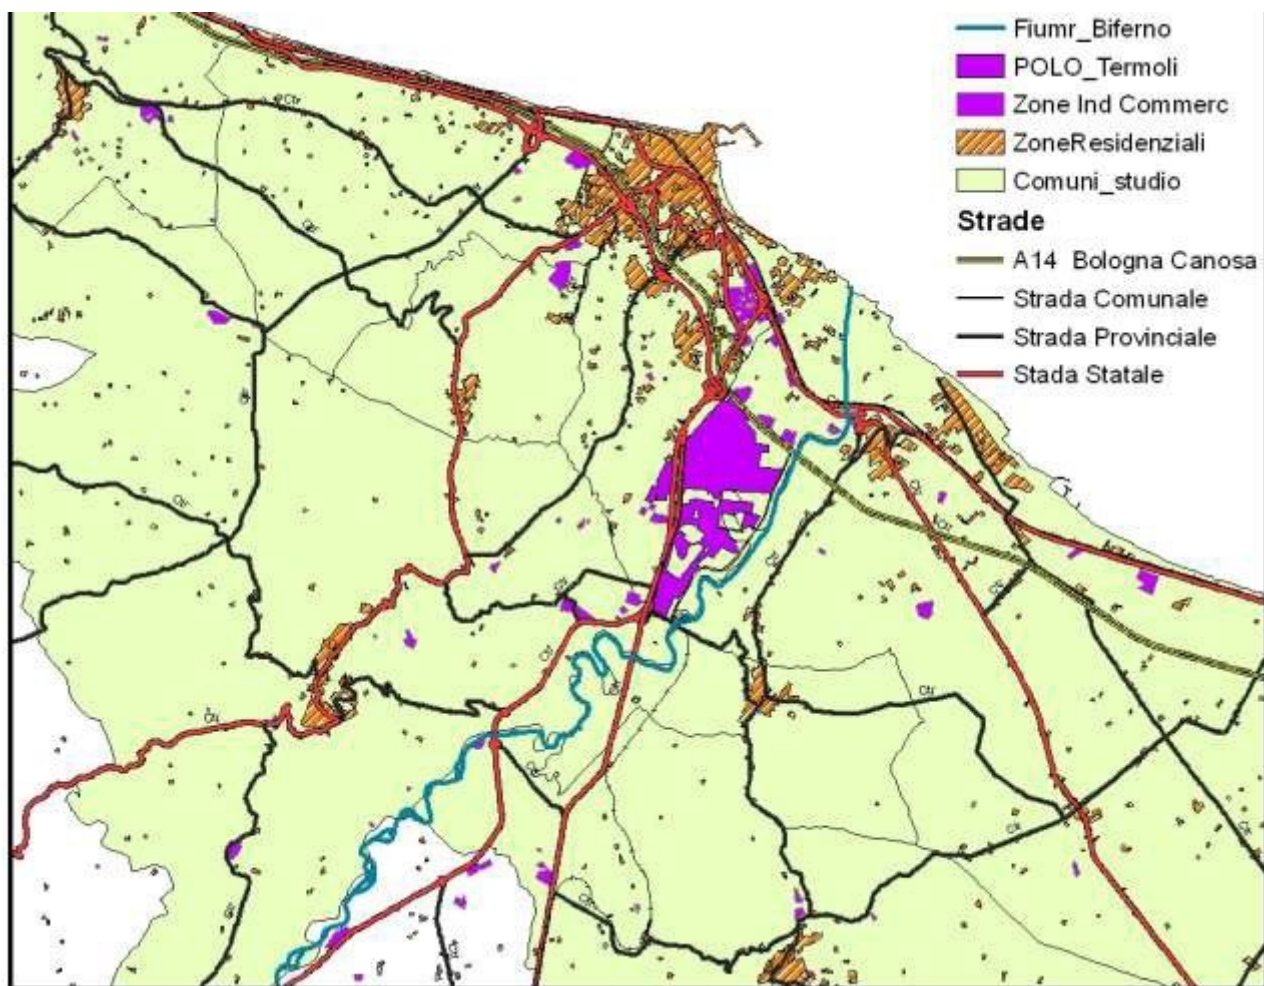 Fiumr_Biferno
POLO_Termoli
Zone Ind Commerc
ZoneResidenziali
Comuni_studio
Strade
A14 Bologna Canosa
Strada Comunale
Strada Provinciale
Stada Statale